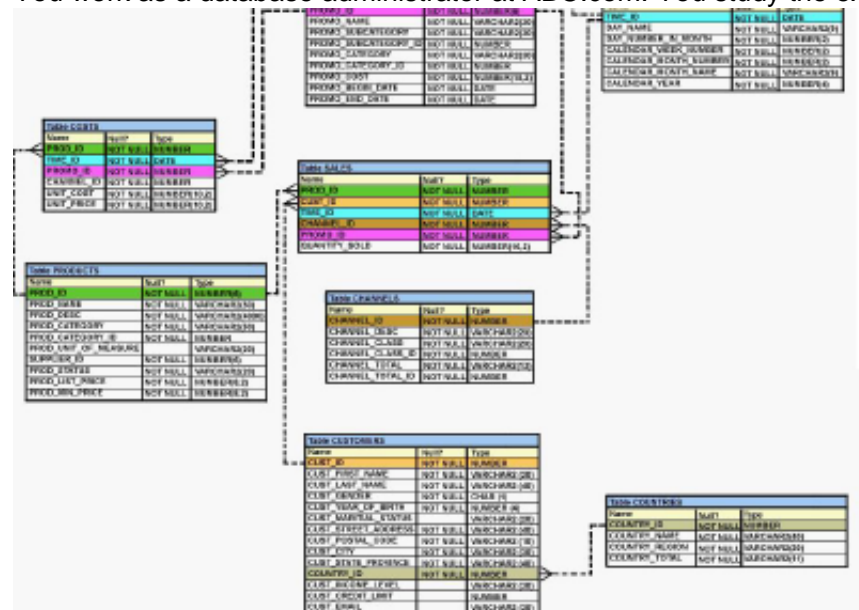 You work as a database administrator at ABC.com. You study the
PROMO_ID NOT NULL NUMBER(6)
PROMO_NAME NOT NULL VARCHAR2(30)
PROMO_SUBCATEGORY NOT NULL VARCHAR2(30)
PROMO_SUBCATEGORY_ID NOT NULL NUMBER
PROMO_CATEGORY NOT NULL VARCHAR2(30)
PROMO_CATEGORY_ID NOT NULL NUMBER
PROMO_COST NOT NULL NUMBER(10,2)
PROMO_BEGIN_DATE NOT NULL DATE
PROMO_END_DATE NOT NULL DATE
TIME_ID NOT NULL DATE
DAY_NAME NOT NULL VARCHAR2(9)
DAY_NUMBER_IN_MONTH NOT NULL NUMBER(2)
CALENDAR_WEEK_NUMBER NOT NULL NUMBER(2)
CALENDAR_MONTH_NUMBER NOT NULL NUMBER(2)
CALENDAR_MONTH_NAME NOT NULL VARCHAR2(9)
CALENDAR_YEAR NOT NULL NUMBER(4)
Table COSTS
Name Null? Type
PROD_ID NOT NULL NUMBER
TIME_ID NOT NULL DATE
PROMO_ID NOT NULL NUMBER
CHANNEL_ID NOT NULL NUMBER
UNIT_COST NOT NULL NUMBER(10,2)
UNIT_PRICE NOT NULL NUMBER(10,2)
Table SALES
Name Null? Type
PROD_ID NOT NULL NUMBER
CUST_ID NOT NULL NUMBER
TIME_ID NOT NULL DATE
CHANNEL_ID NOT NULL NUMBER
PROMO_ID NOT NULL NUMBER
QUANTITY_SOLD NOT NULL NUMBER(10,2)
Table PRODUCTS
Name Null? Type
PROD_ID NOT NULL NUMBER(6)
PROD_NAME NOT NULL VARCHAR2(50)
PROD_DESC NOT NULL VARCHAR2(4000)
PROD_CATEGORY NOT NULL VARCHAR2(50)
PROD_CATEGORY_ID NOT NULL NUMBER
PROD_UNIT_OF_MEASURE VARCHAR2(20)
SUPPLIER_ID NOT NULL NUMBER(6)
PROD_STATUS NOT NULL VARCHAR2(20)
PROD_LIST_PRICE NOT NULL NUMBER(8,2)
PROD_MIN_PRICE NOT NULL NUMBER(8,2)
Table CHANNELS
Name Null? Type
CHANNEL_ID NOT NULL NUMBER
CHANNEL_DESC NOT NULL VARCHAR2(20)
CHANNEL_CLASS NOT NULL VARCHAR2(20)
CHANNEL_CLASS_ID NOT NULL NUMBER
CHANNEL_TOTAL NOT NULL VARCHAR2(13)
CHANNEL_TOTAL_ID NOT NULL NUMBER
Table CUSTOMERS
Name Null? Type
CUST_ID NOT NULL NUMBER
CUST_FIRST_NAME NOT NULL VARCHAR2 (20)
CUST_LAST_NAME NOT NULL VARCHAR2 (40)
CUST_GENDER NOT NULL CHAR (1)
CUST_YEAR_OF_BIRTH NOT NULL NUMBER (4)
CUST_MARITAL_STATUS VARCHAR2 (20)
CUST_STREET_ADDRESS NOT NULL VARCHAR2 (40)
CUST_POSTAL_CODE NOT NULL VARCHAR2 (10)
CUST_CITY NOT NULL VARCHAR2 (30)
CUST_STATE_PROVINCE NOT NULL VARCHAR2 (40)
COUNTRY_ID NOT NULL NUMBER
CUST_INCOME_LEVEL VARCHAR2 (30)
CUST_CREDIT_LIMIT NUMBER
CUST_EMAIL VARCHAR2 (30)
Table COUNTRIES
Name Null? Type
COUNTRY_ID NOT NULL NUMBER
COUNTRY_NAME NOT NULL VARCHAR2(40)
COUNTRY_REGION NOT NULL VARCHAR2(20)
COUNTRY_TOTAL NOT NULL VARCHAR2(11)